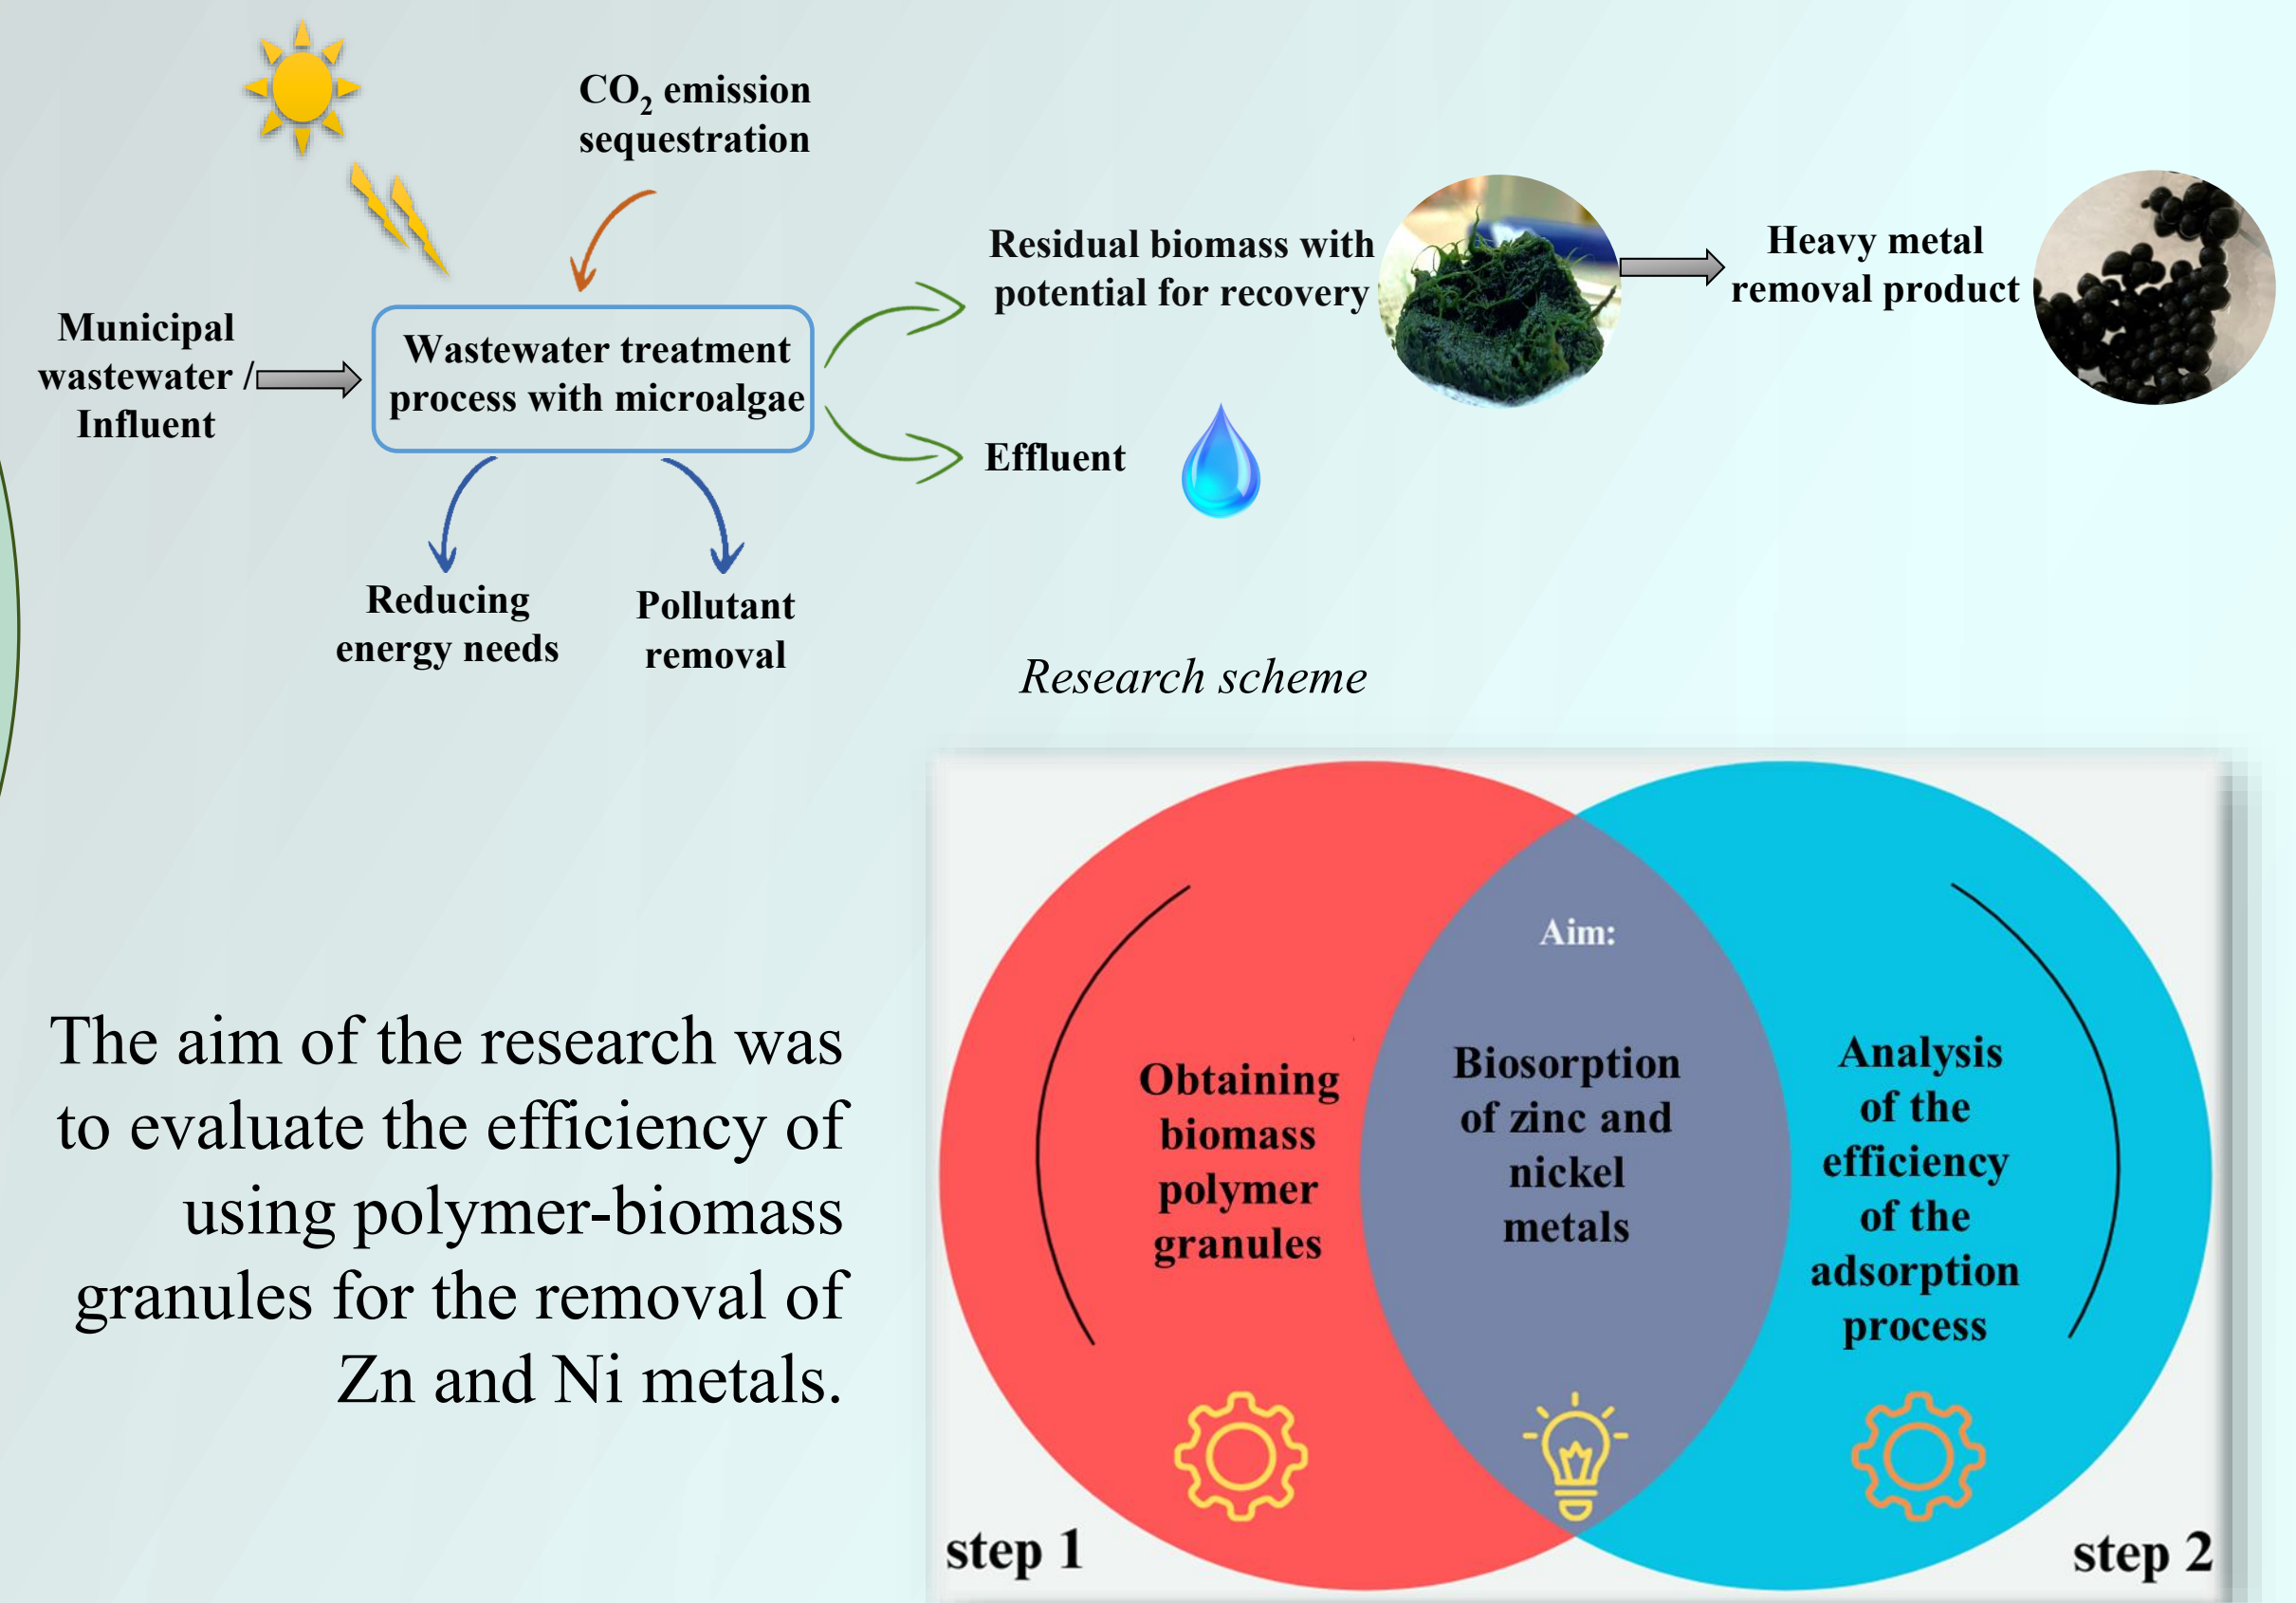 CO₂ emission
sequestration
Municipal
wastewater /
Influent
Wastewater treatment
process with microalgae
Residual biomass with
potential for recovery
Heavy metal
removal product
Effluent
Reducing
energy needs
Pollutant
removal
Research scheme
The aim of the research was
to evaluate the efficiency of
using polymer-biomass
granules for the removal of
Zn and Ni metals.
Obtaining
biomass
polymer
granules
step 1
Aim:
Biosorption
of zinc and
nickel
metals
Analysis
of the
efficiency
of the
adsorption
process
step 2